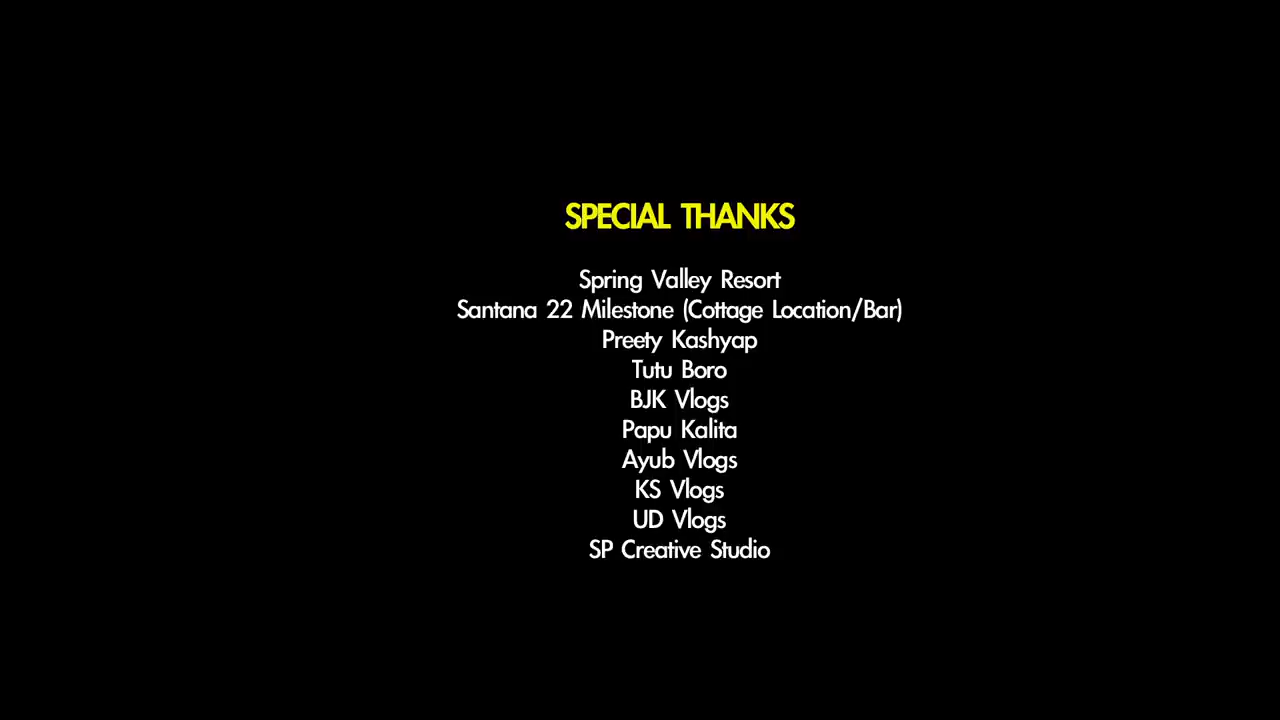 SPECIAL THANKS
Spring Valley Resort
Santana 22 Milestone (Cottage Location/Bar)
Preety Kashyap
Tutu Boro
BJK Vlogs
Papu Kalita
Ayub Vlogs
KS Vlogs
UD Vlogs
SP Creative Studio